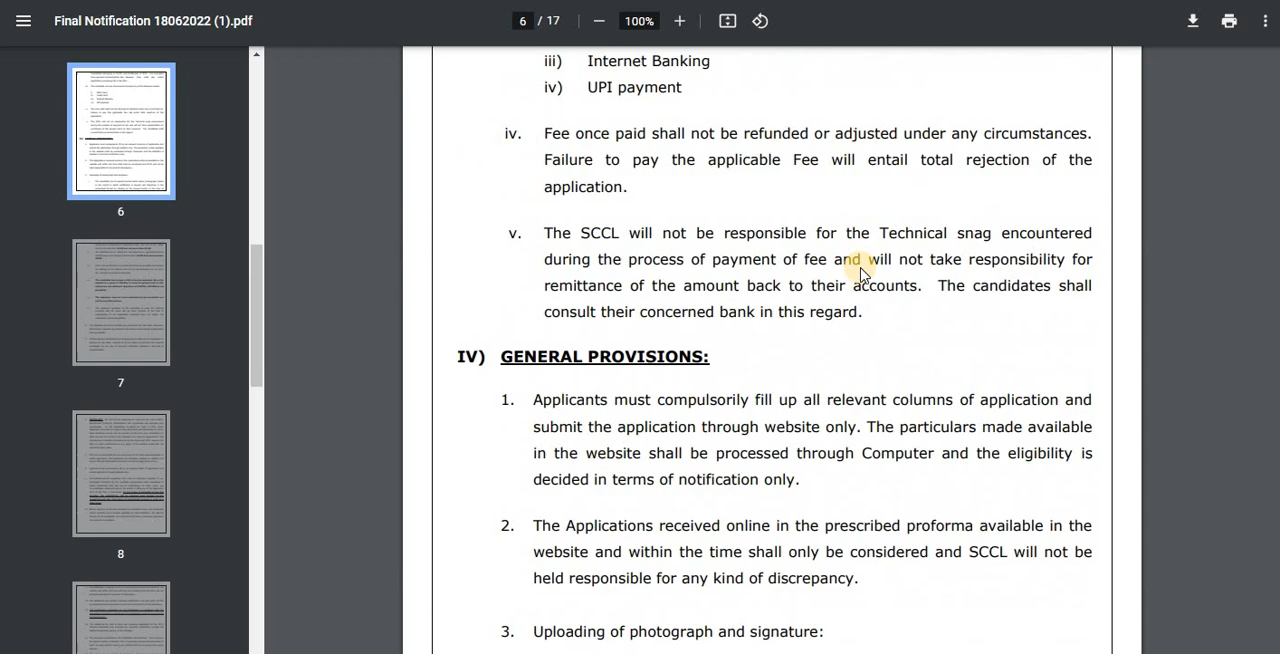 Final Notification 18062022 (1).pdf
6 / 17
100%
6
7
8
iii) Internet Banking
iv) UPI payment
iv. Fee once paid shall not be refunded or adjusted under any circumstances.
Failure to pay the applicable Fee will entail total rejection of the
application.
v. The SCCL will not be responsible for the Technical snag encountered
during the process of payment of fee and will not take responsibility for
remittance of the amount back to their accounts. The candidates shall
consult their concerned bank in this regard.
IV) GENERAL PROVISIONS:
1. Applicants must compulsorily fill up all relevant columns of application and
submit the application through website only. The particulars made available
in the website shall be processed through Computer and the eligibility is
decided in terms of notification only.
2. The Applications received online in the prescribed proforma available in the
website and within the time shall only be considered and SCCL will not be
held responsible for any kind of discrepancy.
3. Uploading of photograph and signature: